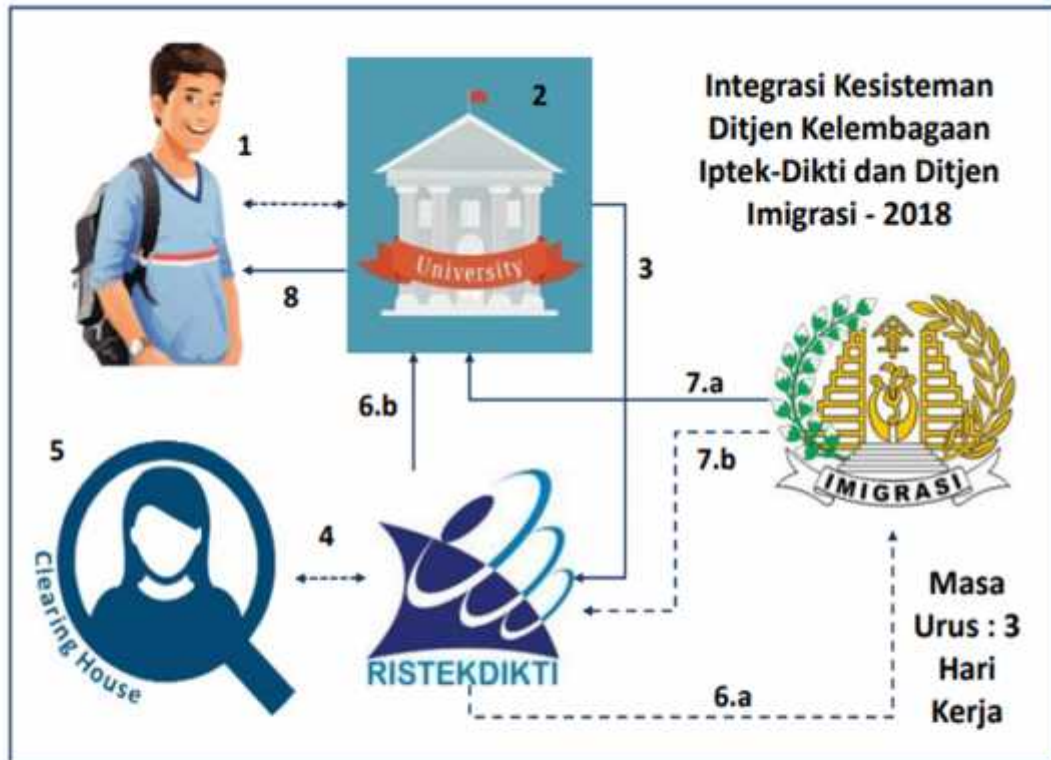 1
2
Integrasi Kesisteman
Ditjen Kelembagaan
Iptek-Dikti dan Ditjen
Imigrasi - 2018
University
3
8
6.b
7.a
7.b
IMIGRASI
5
4
Clearing House
RISTEKDIKTI
6.a
Masa
Urus : 3
Hari
Kerja